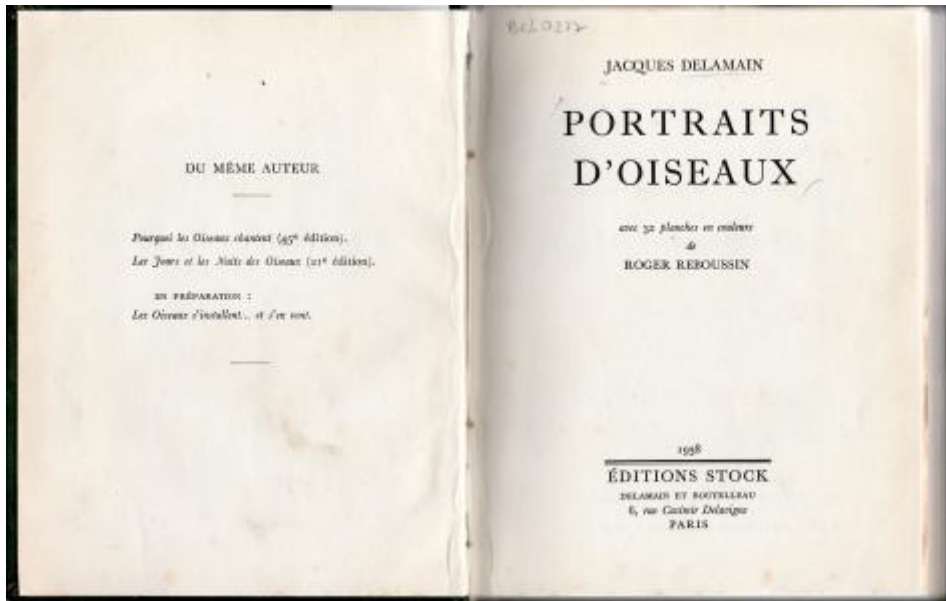 DU MÊME AUTEUR
Pourquoi les Oiseaux chantent (45e édition).
Les Jours et les Nuits des Oiseaux (21e édition).
EN PRÉPARATION :
Les Oiseaux s'installent... et s'en vont.
JACQUES DELAMAIN
PORTRAITS
D'OISEAUX
avec 32 planches en couleurs
de
ROGER REBOUSSIN
1938
ÉDITIONS STOCK
DELAMAIN ET BOUTELLEAU
6, rue Casimir Delavigne
PARIS